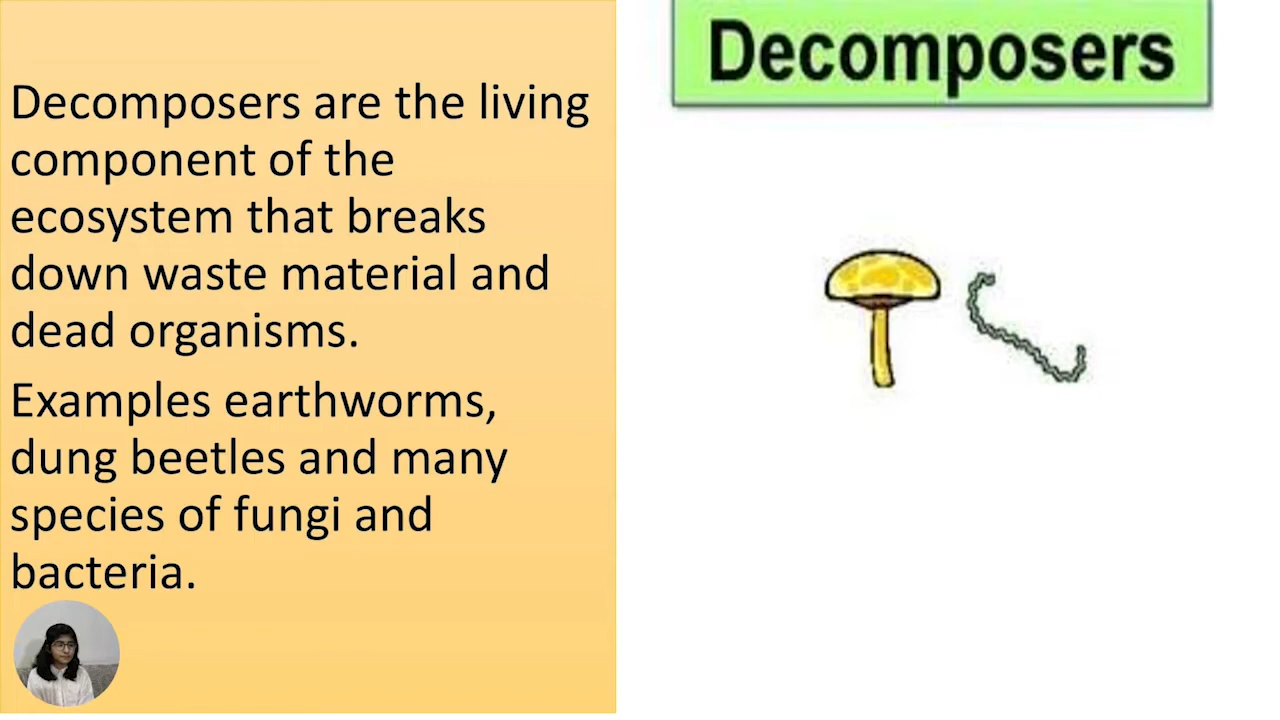 Decomposers are the living
component of the
ecosystem that breaks
down waste material and
dead organisms.
Examples earthworms,
dung beetles and many
species of fungi and
bacteria.
Decomposers